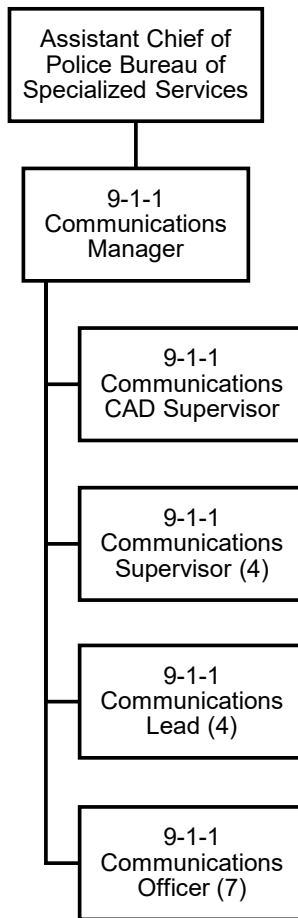 Assistant Chief of
Police Bureau of
Specialized Services
9-1-1
Communications
Manager
9-1-1
Communications
CAD Supervisor
9-1-1
Communications
Supervisor (4)
9-1-1
Communications
Lead (4)
9-1-1
Communications
Officer (7)